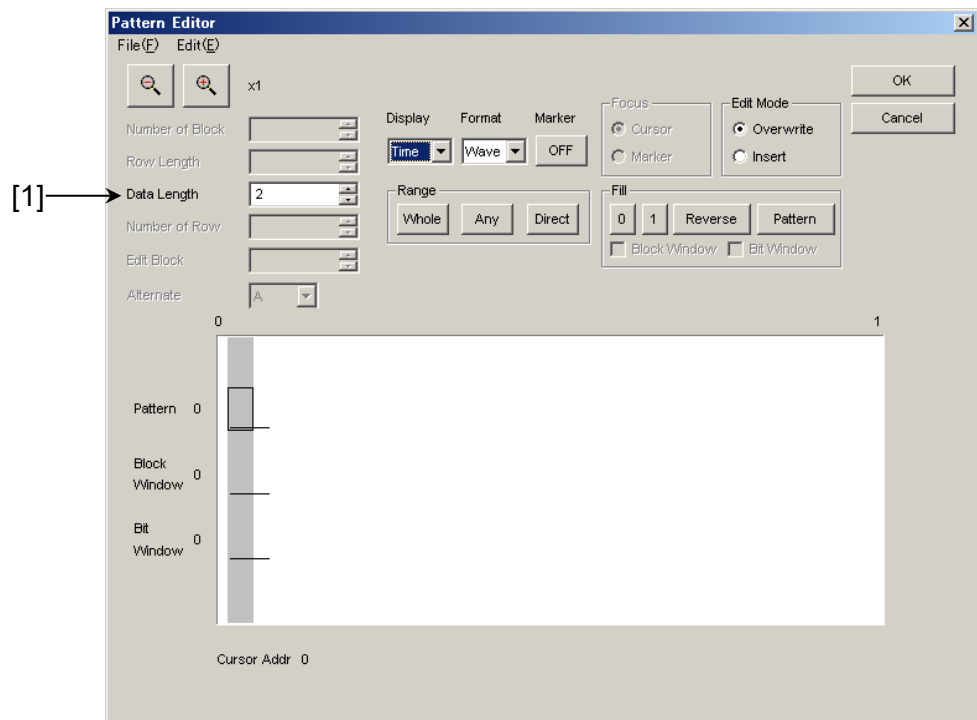 Pattern Editor
File(F) Edit(E)
x1
OK
Cancel
Number of Block
Row Length
[1] Data Length 2
Number of Row
Edit Block
Alternate A
Display Format Marker
Time Wave OFF
Focus
Cursor
Marker
Edit Mode
Overwrite
Insert
Range
Whole Any Direct
Fill
0 1 Reverse Pattern
Block Window Bit Window
0 1
Pattern 0
Block
Window 0
Bit
Window 0
Cursor Addr 0